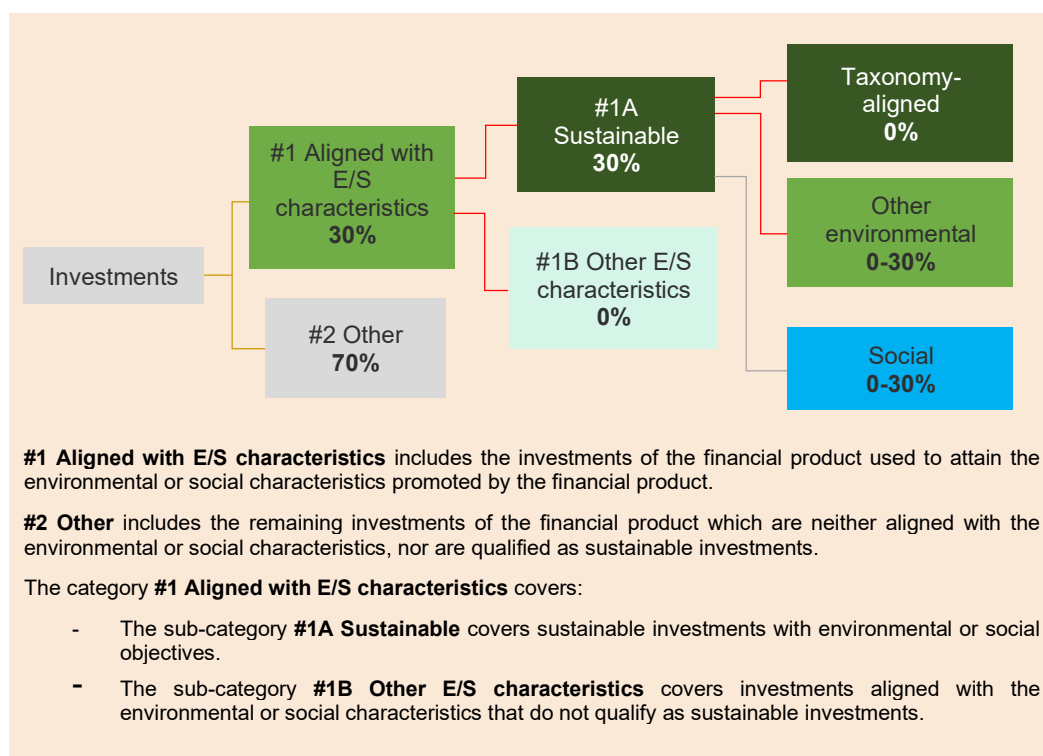 Investments
#1 Aligned with
E/S
characteristics
30%
#2 Other
70%
#1A
Sustainable
30%
#1B Other E/S
characteristics
0%
Taxonomy-
aligned
0%
Other
environmental
0-30%
Social
0-30%
#1 Aligned with E/S characteristics includes the investments of the financial product used to attain the
environmental or social characteristics promoted by the financial product.
#2 Other includes the remaining investments of the financial product which are neither aligned with the
environmental or social characteristics, nor are qualified as sustainable investments.
The category #1 Aligned with E/S characteristics covers:
- The sub-category #1A Sustainable covers sustainable investments with environmental or social
objectives.
- The sub-category #1B Other E/S characteristics covers investments aligned with the
environmental or social characteristics that do not qualify as sustainable investments.